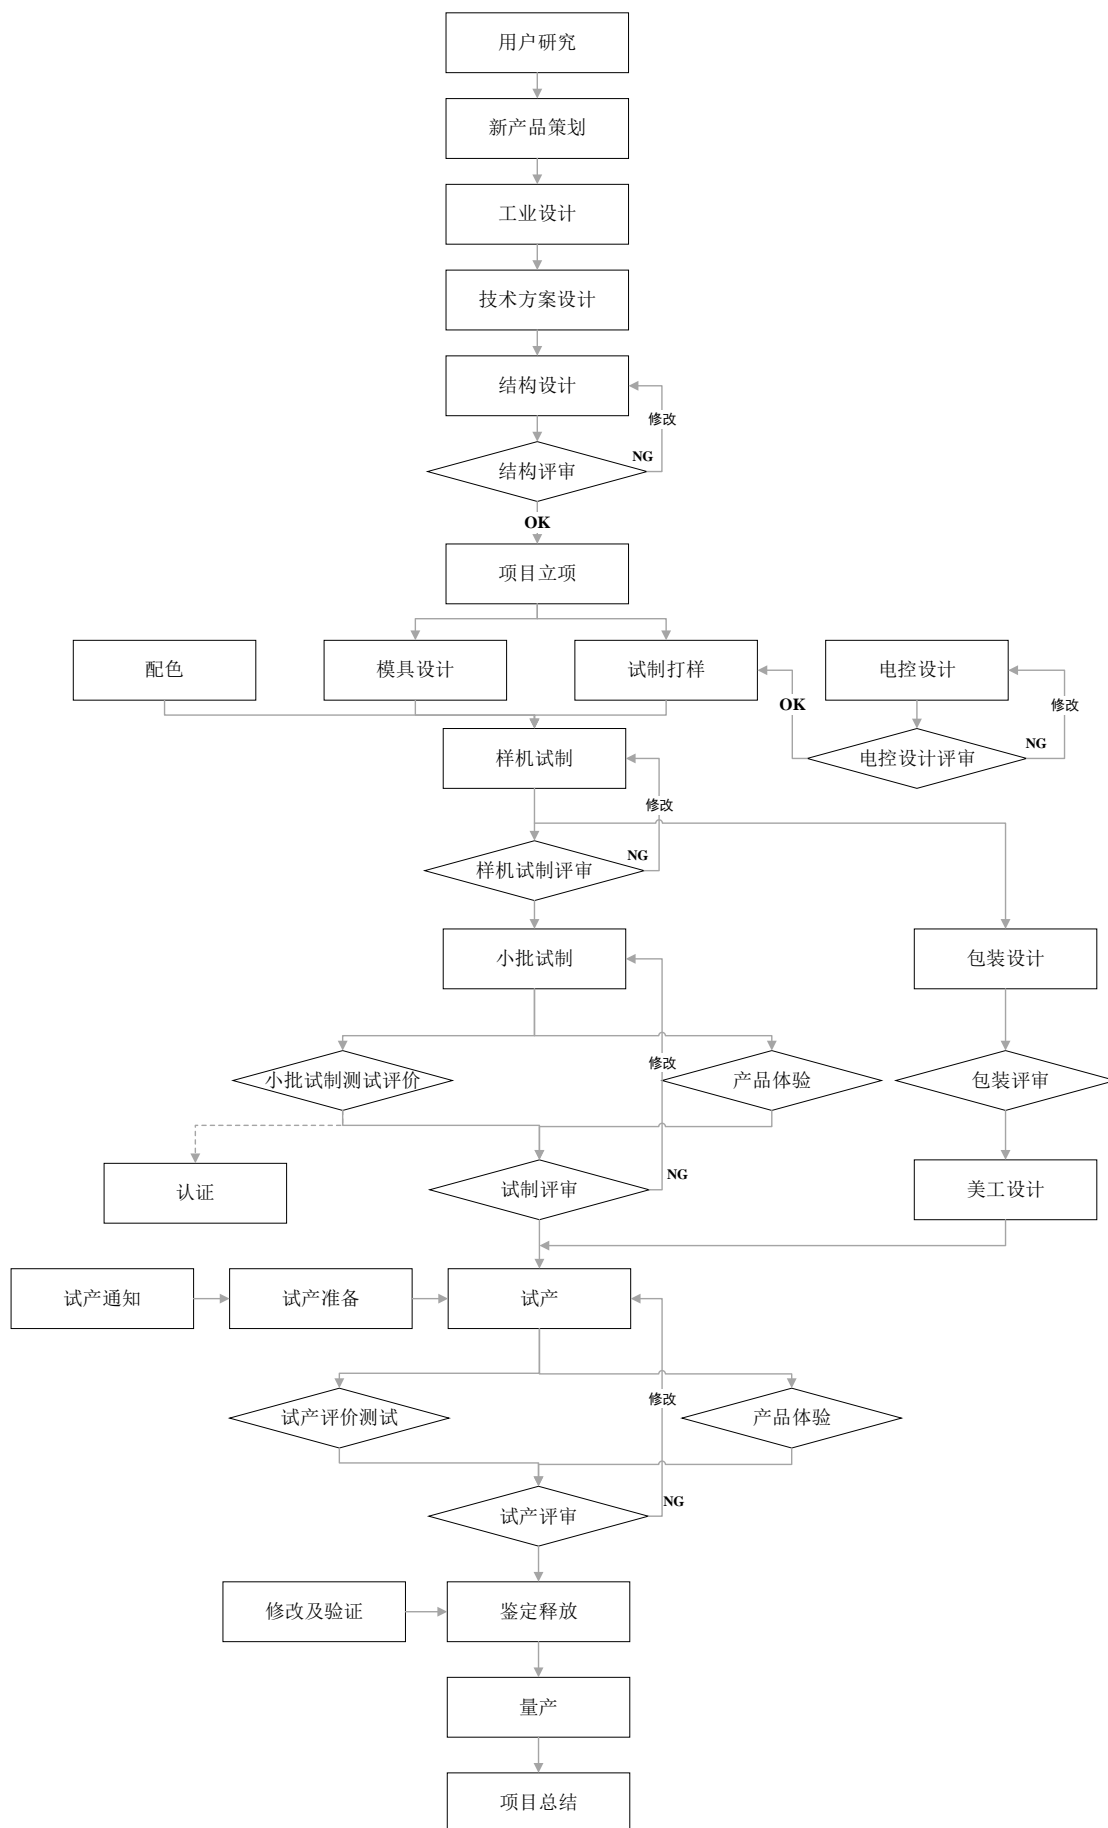 用户研究
新产品策划
工业设计
技术方案设计
结构设计
修改
结构评审
NG
OK
项目立项
配色
模具设计
试制打样
电控设计
OK
修改
样机试制
电控设计评审
NG
修改
样机试制评审
NG
小批试制
包装设计
修改
小批试制测试评价
产品体验
包装评审
NG
认证
试制评审
美工设计
试产通知
试产准备
试产
修改
试产评价测试
产品体验
NG
试产评审
修改及验证
鉴定释放
量产
项目总结